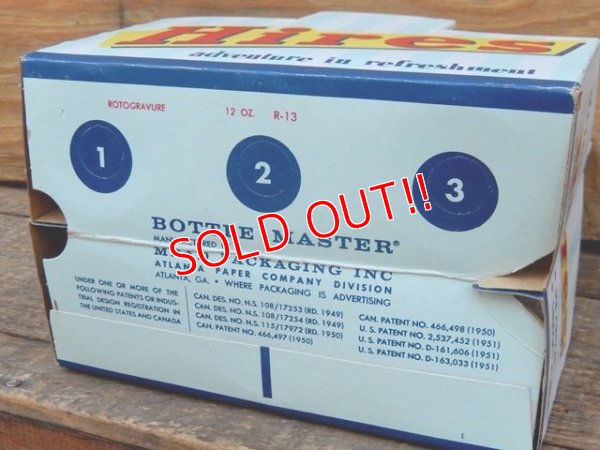 Hires
adventure in refreshment
ROTOGRAVURE 12 OZ. R-13
1 2 3
SOLD OUT!!
BOTTLE MASTER®
MANUFACTURED
PACKAGING INC
ATLANTA PAPER COMPANY DIVISION
ATLANTA, GA. • WHERE PACKAGING IS ADVERTISING
UNDER ONE OR MORE OF THE
FOLLOWING PATENTS OR INDUS-
TRIAL DESIGN REGISTRATION IN
THE UNITED STATES AND CANADA
CAN. DES. NO. N.S. 108/17253 (RD. 1949)
CAN. DES. NO. N.S. 108/17254 (RD. 1949)
CAN. DES. NO. N.S. 115/17972 (RD. 1950)
CAN. PATENT NO. 466,497 (1950)
CAN. PATENT NO. 466,498 (1950)
U. S. PATENT NO. 2,537,452 (1951)
U. S. PATENT NO. D-161,606 (1951)
U. S. PATENT NO. D-163,033 (1951)
E